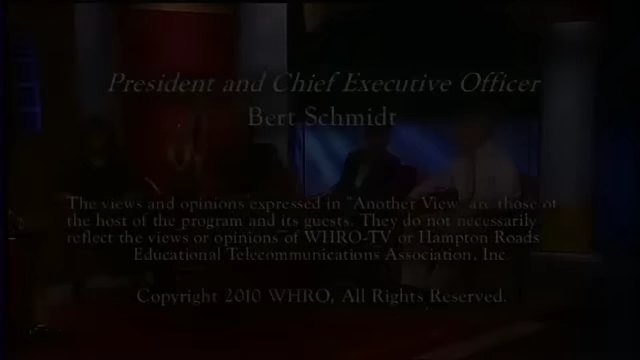 President and Chief Executive Officer
Bert Schmidt
The views and opinions expressed in "Another View" are those of
the host of the program and its guests. They do not necessarily
reflect the views or opinions of WHRO-TV or Hampton Roads
Educational Telecommunications Association, Inc
Copyright 2010 WHRO, All Rights Reserved.